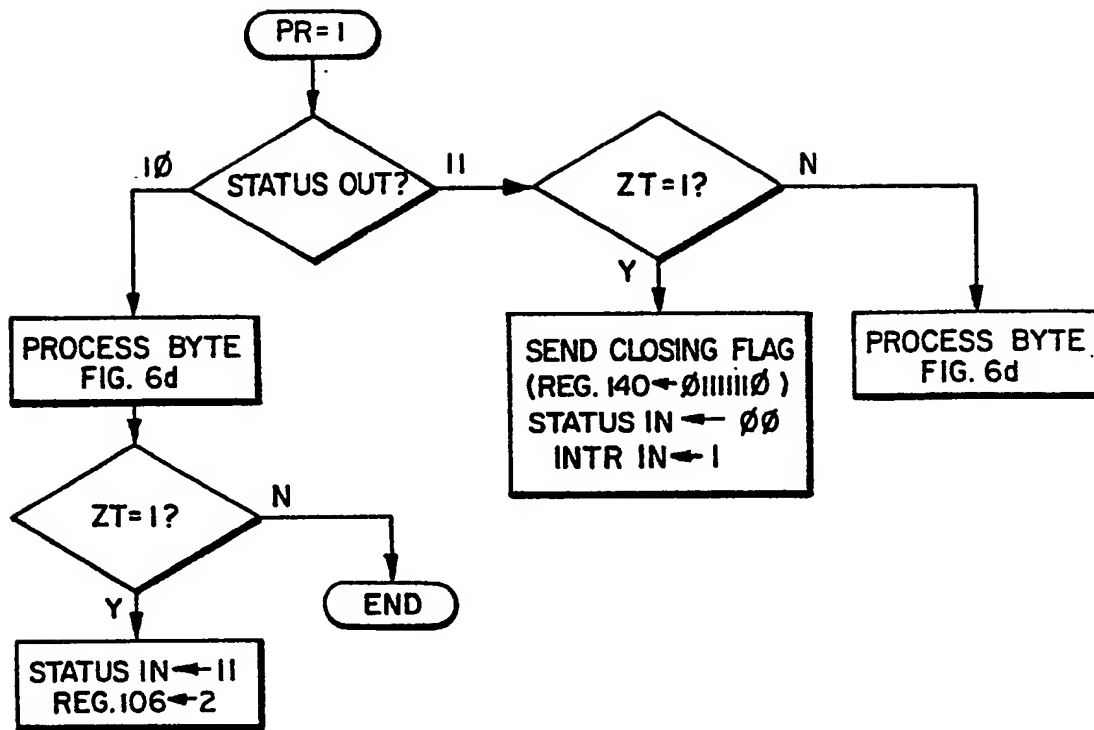 PR=1
1Ø
STATUS OUT?
11
ZT=1?
N
Y
PROCESS BYTE
FIG. 6d
SEND CLOSING FLAG
(REG. 140←Ø111111Ø)
STATUS IN ← ØØ
INTR IN←1
PROCESS BYTE
FIG. 6d
ZT=1?
N
Y
END
STATUS IN←11
REG. 106←2